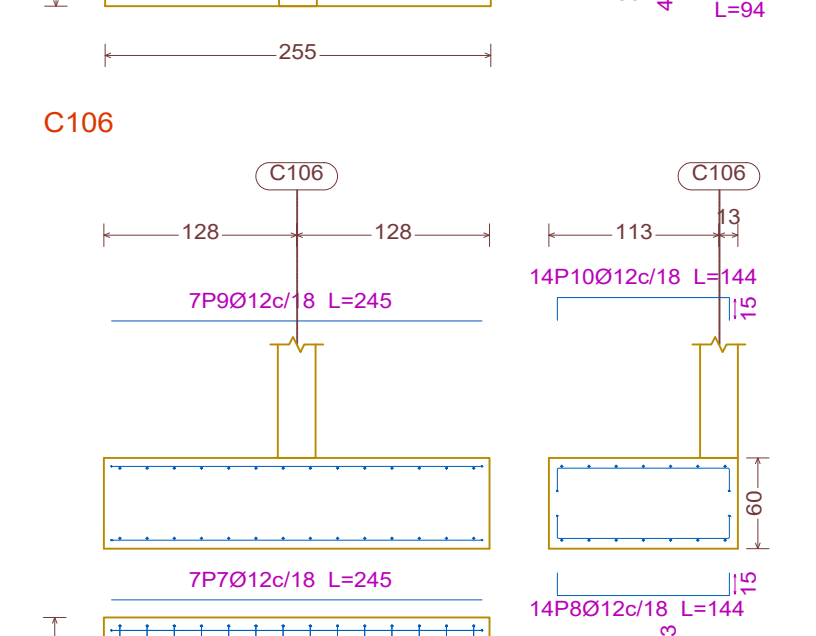 L=94
255
C106
C106
C106
128
128
113
13
7P9Ø12c/18 L=245
14P10Ø12c/18 L=144
15
60
7P7Ø12c/18 L=245
15
14P8Ø12c/18 L=144